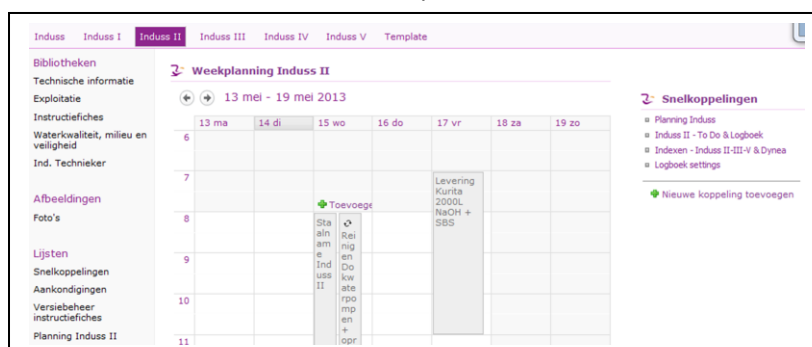 Induss Induss I Induss II Induss III Induss IV Induss V Template
Bibliotheken
Technische informatie
Exploitatie
Instructiefiches
Waterkwaliteit, milieu en
veiligheid
Ind. Technieker
Afbeeldingen
Foto's
Lijsten
Snelkoppelingen
Aankondigingen
Versiebeheer
instructiefiches
Planning Induss II
Weekplanning Induss II
13 mei - 19 mei 2013
13 ma 14 di 15 wo 16 do 17 vr 18 za 19 zo
6
7
8
9
10
11
Toevoege
Sta
aln
am
e
Ind
uss
II
Rei
nig
en
Do
kw
ate
rpo
mp
en
+
opr
Levering
Kurita
2000L
NaOH +
SBS
Snelkoppelingen
Planning Induss
Induss II - To Do & Logboek
Indexen - Induss II-III-V & Dynea
Logboek settings
Nieuwe koppeling toevoegen